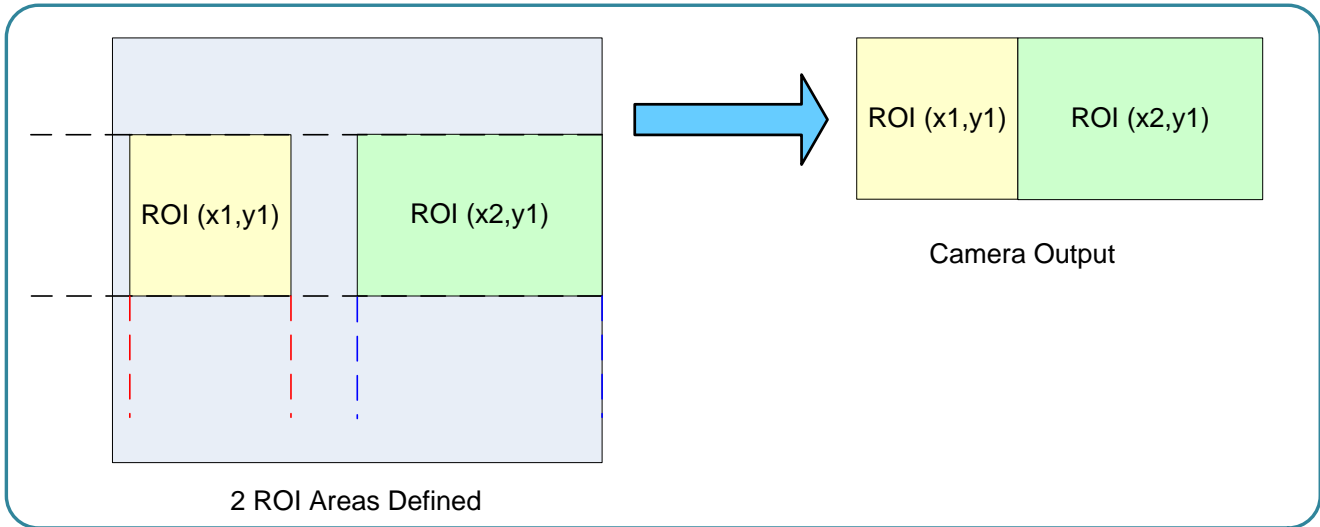 ROI (x1,y1)
ROI (x2,y1)
2 ROI Areas Defined
ROI (x1,y1)
ROI (x2,y1)
Camera Output